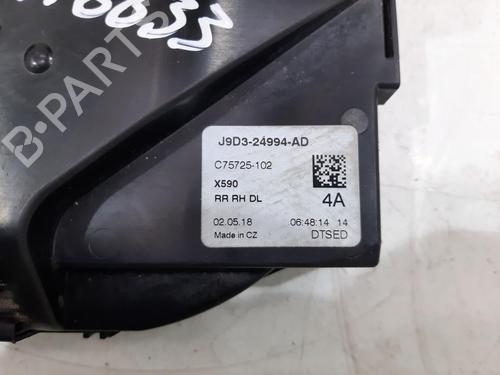 J9D3-24994-AD
C75725-102
X590
RR RH DL
4A
02.05.18 06:48:14 14
Made in CZ DTSED